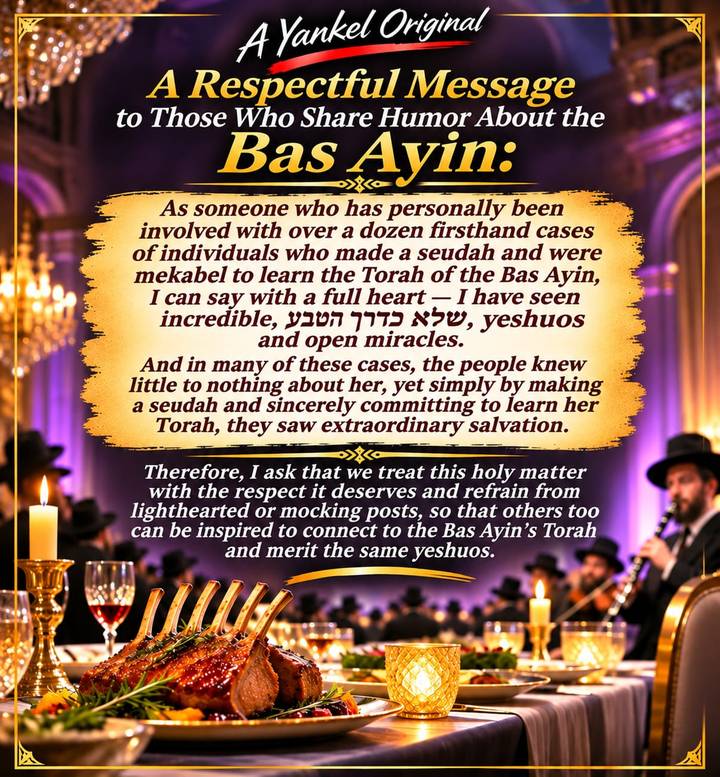 A Yankel Original
A Respectful Message
to Those Who Share Humor About the
Bas Ayin:
As someone who has personally been
involved with over a dozen firsthand cases
of individuals who made a seudah and were
mekabel to learn the Torah of the Bas Ayin,
I can say with a full heart — I have seen
incredible, שלא כדרך הטבע, yeshuos
and open miracles.
And in many of these cases, the people knew
little to nothing about her, yet simply by making
a seudah and sincerely committing to learn her
Torah, they saw extraordinary salvation.
Therefore, I ask that we treat this holy matter
with the respect it deserves and refrain from
lighthearted or mocking posts, so that others too
can be inspired to connect to the Bas Ayin's Torah
and merit the same yeshuos.